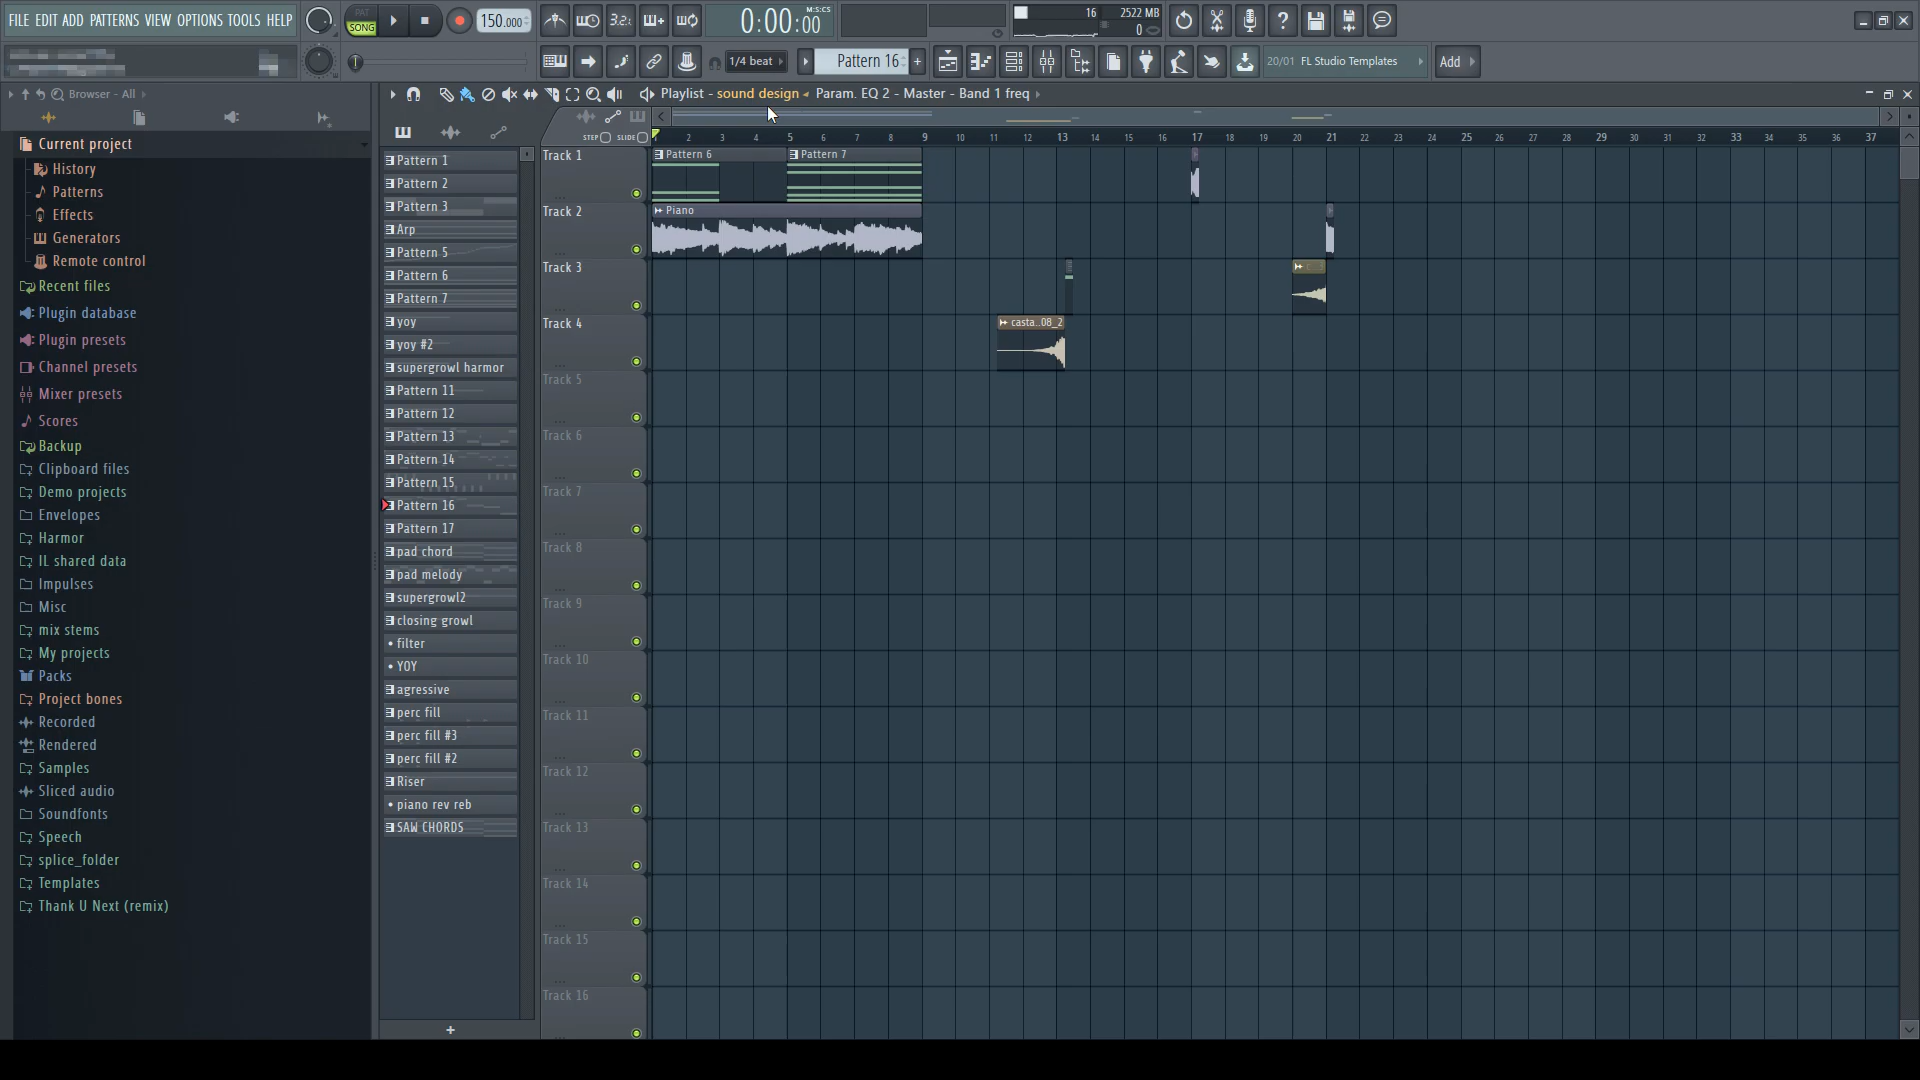 FILE EDIT ADD PATTERNS VIEW OPTIONS TOOLS HELP
PAT
SONG
150.000
3.2.
0:00:00
M:S:CS
16
2522 MB
0
1/4 beat
Pattern 16
+
20/01 FL Studio Templates
Add
Browser - All
Playlist - sound design
Param. EQ 2 - Master - Band 1 freq
STEP
SLIDE
2 3 4 5 6 7 8 9 10 11 12 13 14 15 16 17 18 19 20 21 22 23 24 25 26 27 28 29 30 31 32 33 34 35 36 37
Current project
History
Patterns
Effects
Generators
Remote control
Recent files
Plugin database
Plugin presets
Channel presets
Mixer presets
Scores
Backup
Clipboard files
Demo projects
Envelopes
Harmor
IL shared data
Impulses
Misc
mix stems
My projects
Packs
Project bones
Recorded
Rendered
Samples
Sliced audio
Soundfonts
Speech
splice_folder
Templates
Thank U Next (remix)
Pattern 1
Pattern 2
Pattern 3
Arp
Pattern 5
Pattern 6
Pattern 7
yoy
yoy #2
supergrowl harmor
Pattern 11
Pattern 12
Pattern 13
Pattern 14
Pattern 15
Pattern 16
Pattern 17
pad chord
pad melody
supergrowl2
closing growl
filter
YOY
agressive
perc fill
perc fill #3
perc fill #2
Riser
piano rev reb
SAW CHORDS
+
Track 1
Track 2
Track 3
Track 4
Track 5
Track 6
Track 7
Track 8
Track 9
Track 10
Track 11
Track 12
Track 13
Track 14
Track 15
Track 16
Pattern 6
Pattern 7
Piano
casta..08_2